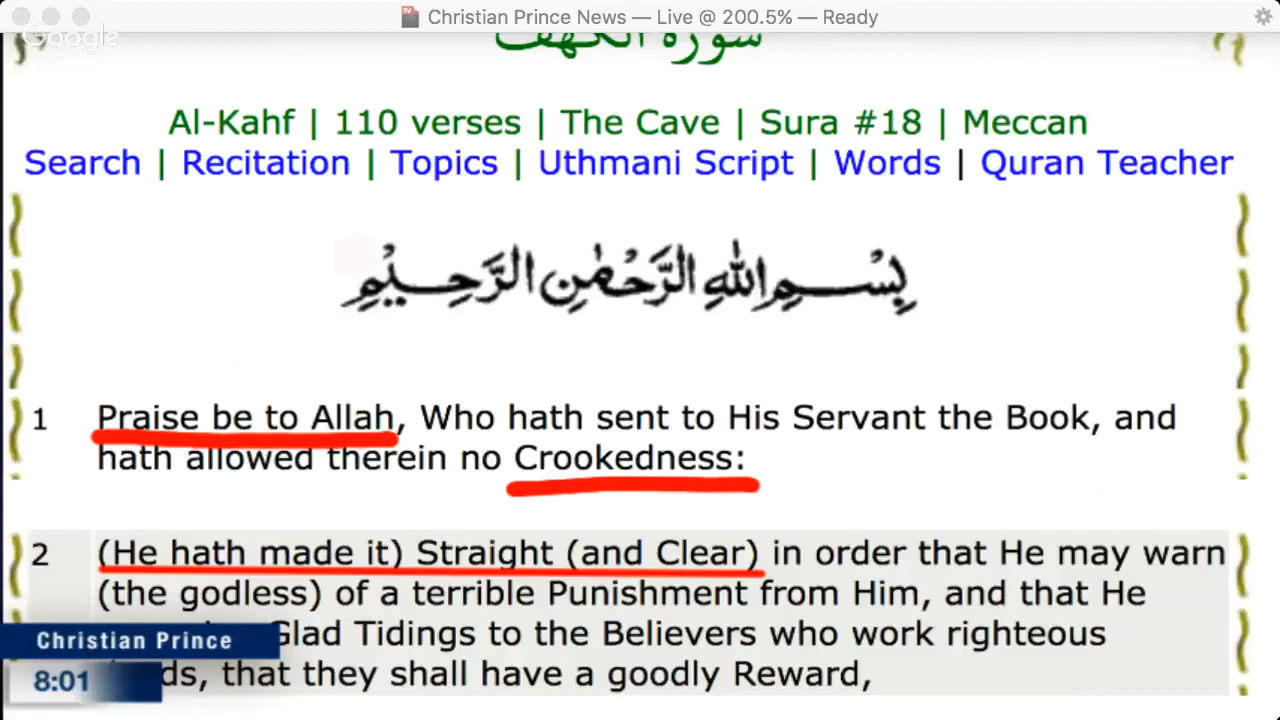 Christian Prince News — Live @ 200.5% — Ready
Google
سورة الكهف
Al-Kahf | 110 verses | The Cave | Sura #18 | Meccan
Search | Recitation | Topics | Uthmani Script | Words | Quran Teacher
بِسْمِ اللهِ الرَّحْمٰنِ الرَّحِيْمِ
1 Praise be to Allah, Who hath sent to His Servant the Book, and
hath allowed therein no Crookedness:
2 (He hath made it) Straight (and Clear) in order that He may warn
(the godless) of a terrible Punishment from Him, and that He
Glad Tidings to the Believers who work righteous
that they shall have a goodly Reward,
Christian Prince
8:01